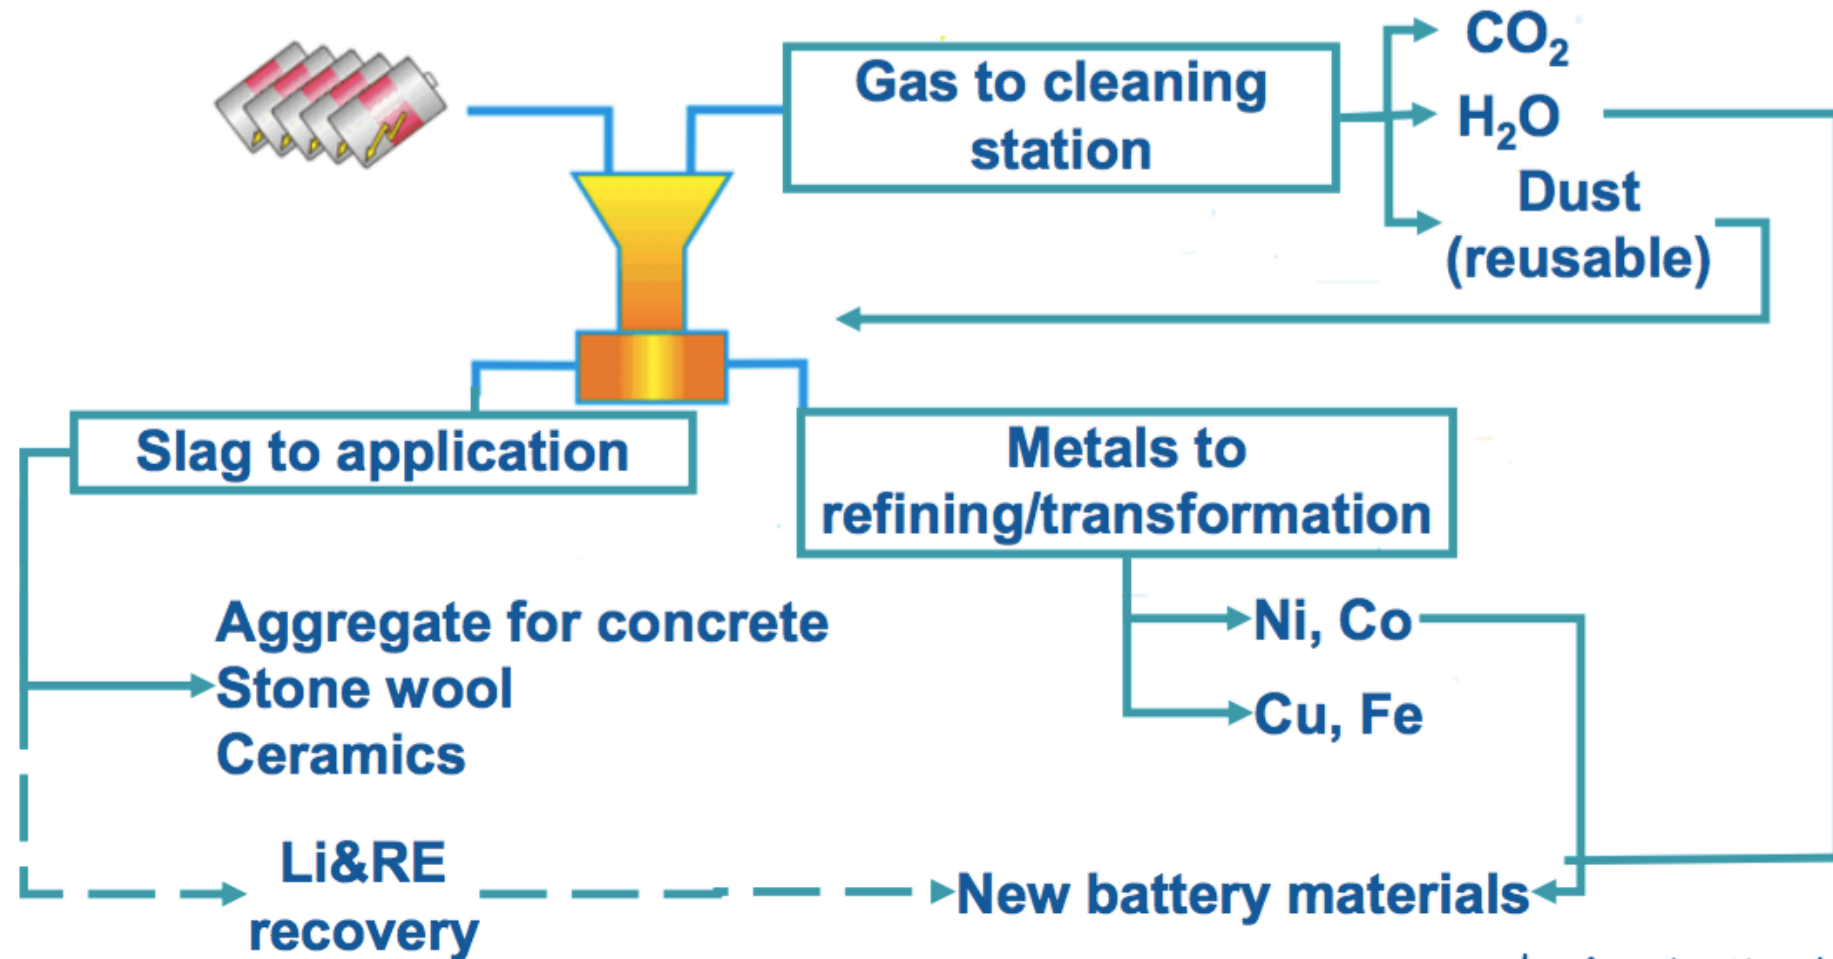 CO₂
Gas to cleaning
station
H₂O
Dust
(reusable)
Slag to application
Metals to
refining/transformation
Aggregate for concrete
Stone wool
Ceramics
Ni, Co
Cu, Fe
Li&RE
recovery
New battery materials